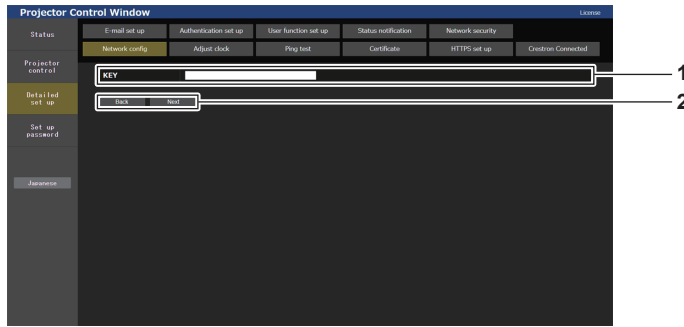 Projector Control Window License
Status
E-mail set up Authentication set up User function set up Status notification Network security
Network config Adjust clock Ping test Certificate HTTPS set up Crestron Connected
Projector
control
KEY 1
Detailed
set up
Back Next 2
Set up
password
Japanese